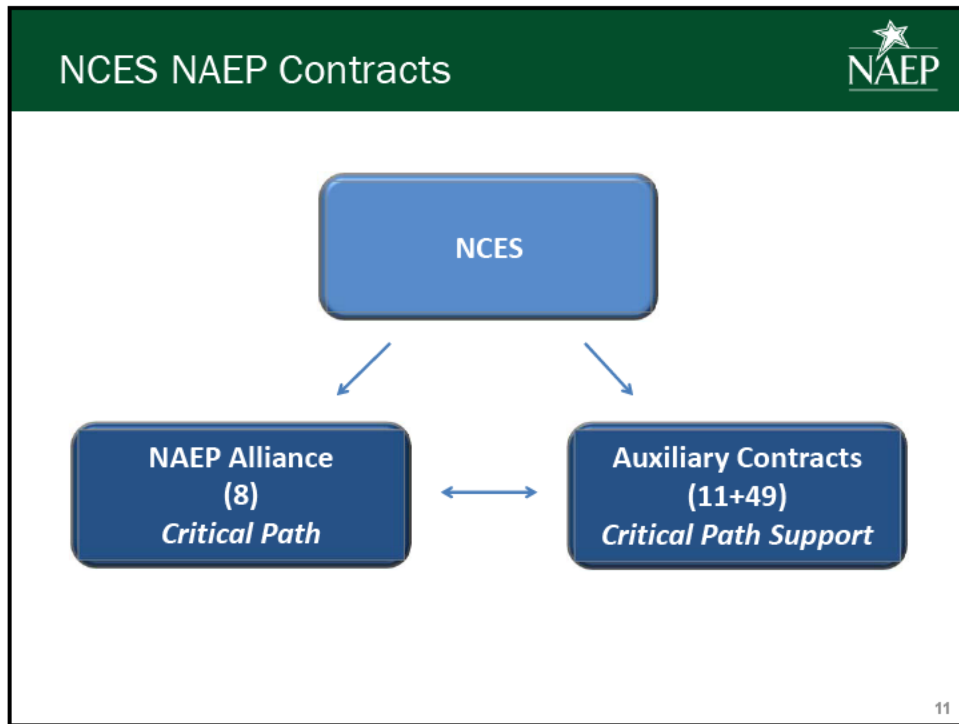 NCES NAEP Contracts
NAEP
NCES
NAEP Alliance
(8)
Critical Path
Auxiliary Contracts
(11+49)
Critical Path Support
11